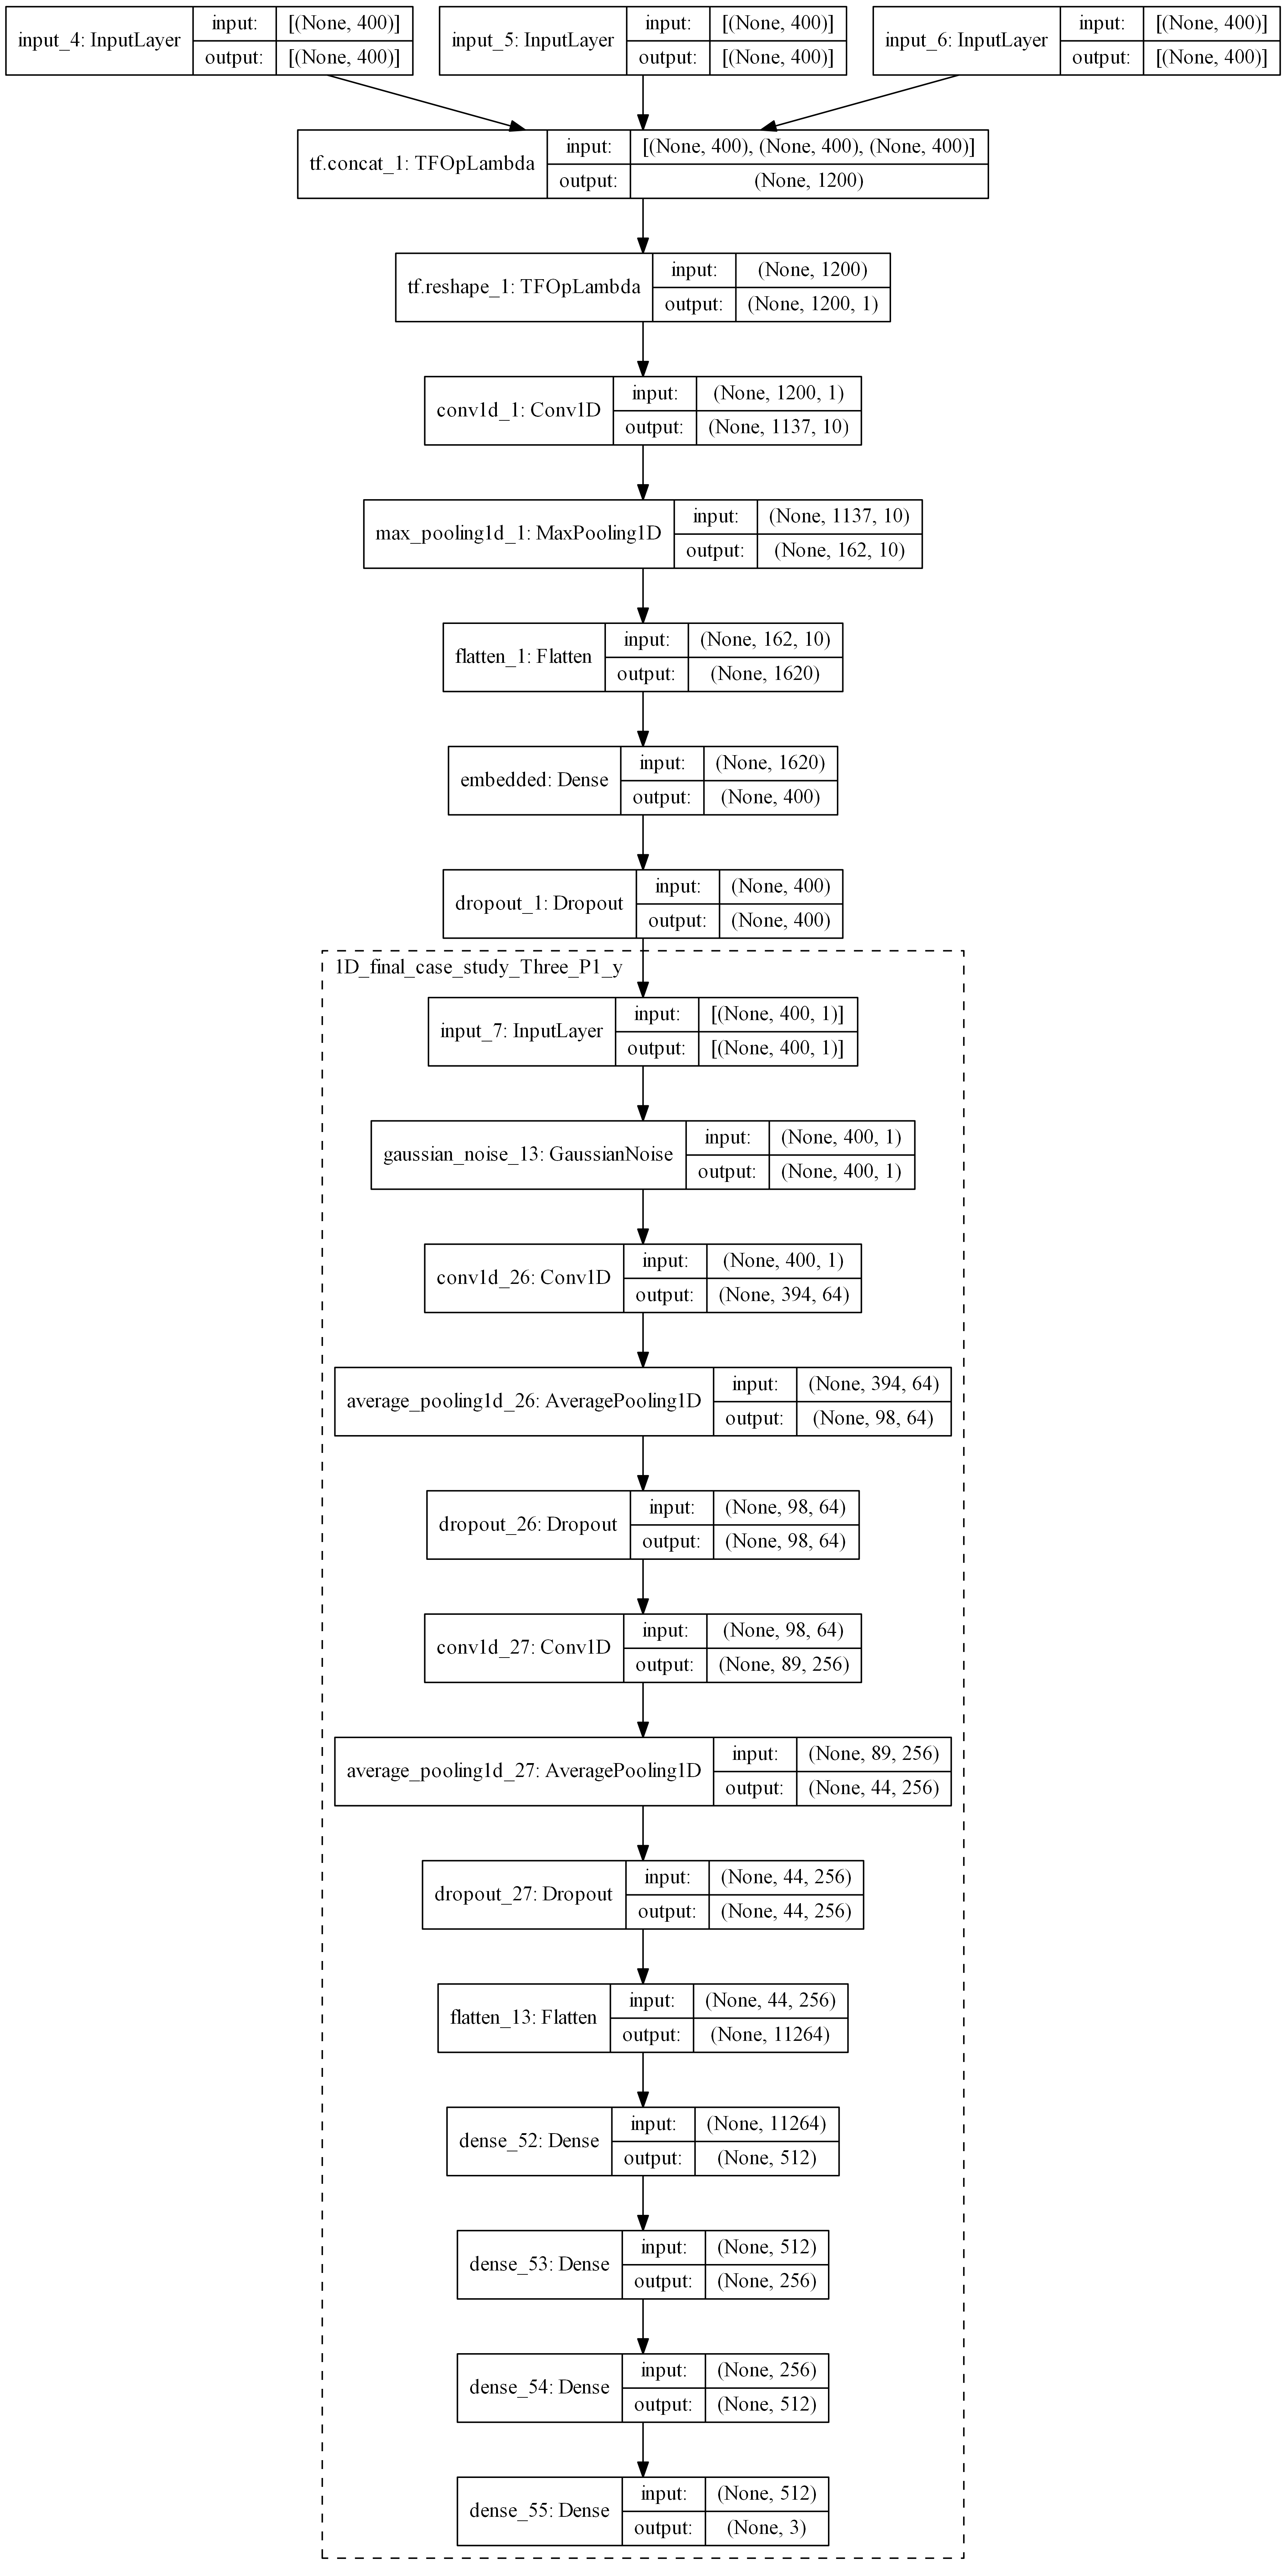 input_4: InputLayer
input: [(None, 400)]
output: [(None, 400)]
input_5: InputLayer
input: [(None, 400)]
output: [(None, 400)]
input_6: InputLayer
input: [(None, 400)]
output: [(None, 400)]
tf.concat_1: TFOpLambda
input: [(None, 400), (None, 400), (None, 400)]
output: (None, 1200)
tf.reshape_1: TFOpLambda
input: (None, 1200)
output: (None, 1200, 1)
conv1d_1: Conv1D
input: (None, 1200, 1)
output: (None, 1137, 10)
max_pooling1d_1: MaxPooling1D
input: (None, 1137, 10)
output: (None, 162, 10)
flatten_1: Flatten
input: (None, 162, 10)
output: (None, 1620)
embedded: Dense
input: (None, 1620)
output: (None, 400)
dropout_1: Dropout
input: (None, 400)
output: (None, 400)
1D_final_case_study_Three_P1_y
input_7: InputLayer
input: [(None, 400, 1)]
output: [(None, 400, 1)]
gaussian_noise_13: GaussianNoise
input: (None, 400, 1)
output: (None, 400, 1)
conv1d_26: Conv1D
input: (None, 400, 1)
output: (None, 394, 64)
average_pooling1d_26: AveragePooling1D
input: (None, 394, 64)
output: (None, 98, 64)
dropout_26: Dropout
input: (None, 98, 64)
output: (None, 98, 64)
conv1d_27: Conv1D
input: (None, 98, 64)
output: (None, 89, 256)
average_pooling1d_27: AveragePooling1D
input: (None, 89, 256)
output: (None, 44, 256)
dropout_27: Dropout
input: (None, 44, 256)
output: (None, 44, 256)
flatten_13: Flatten
input: (None, 44, 256)
output: (None, 11264)
dense_52: Dense
input: (None, 11264)
output: (None, 512)
dense_53: Dense
input: (None, 512)
output: (None, 256)
dense_54: Dense
input: (None, 256)
output: (None, 512)
dense_55: Dense
input: (None, 512)
output: (None, 3)